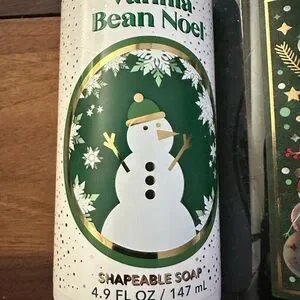 Vanilla
Bean Noel
SHAPEABLE SOAP
4.9 FL OZ / 147 mL